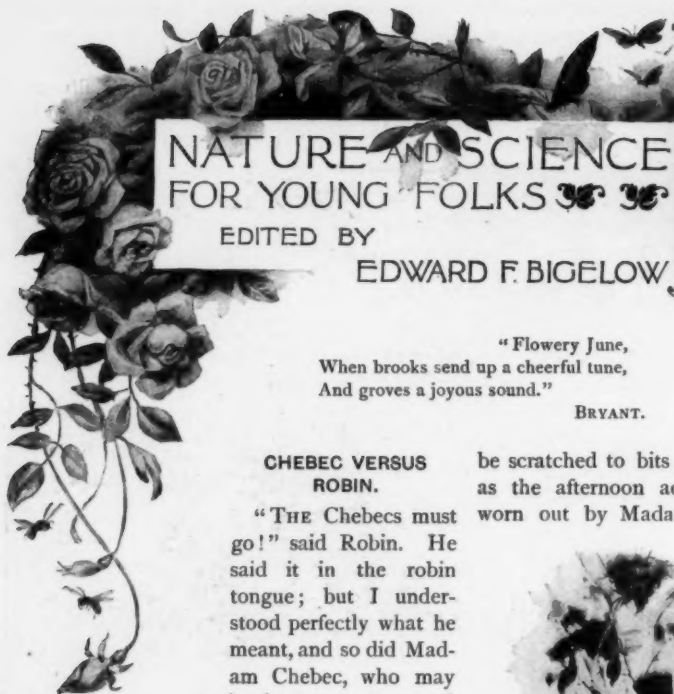 NATURE AND SCIENCE
FOR YOUNG FOLKS
EDITED BY
EDWARD F. BIGELOW
"Flowery June,
When brooks send up a cheerful tune,
And groves a joyous sound."
BRYANT.
CHEBEC VERSUS
ROBIN.
"THE Chebecs must
go!" said Robin. He
said it in the robin
tongue; but I under-
stood perfectly what he
meant, and so did Mad-
am Chebec, who may
be scratched to bits
as the afternoon
worn out by